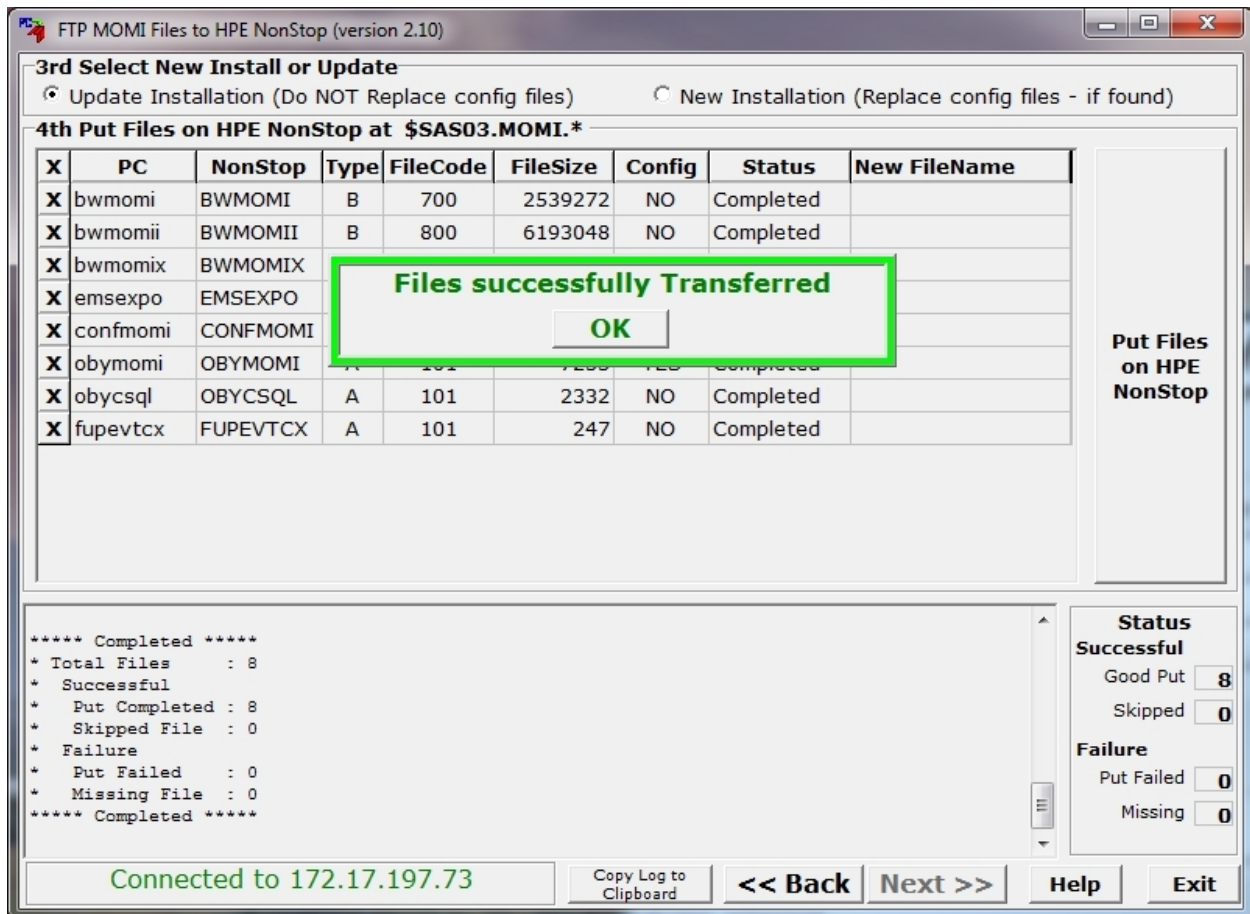 PC FTP MOMI Files to HPE NonStop (version 2.10)
3rd Select New Install or Update
Update Installation (Do NOT Replace config files) New Installation (Replace config files - if found)
4th Put Files on HPE NonStop at $SAS03.MOMI.*
X PC NonStop Type FileCode FileSize Config Status New FileName
X bwmomi BWMOMI B 700 2539272 NO Completed
X bwmomii BWMOMII B 800 6193048 NO Completed
X bwmomix BWMOMIX
X emsexpo EMSEXPO
X confmomi CONFMOMI
X obymomi OBYMOMI
X obycsql OBYCSQL A 101 2332 NO Completed
X fupevtcx FUPEVTCX A 101 247 NO Completed
Files successfully Transferred
OK
Put Files
on HPE
NonStop
***** Completed *****
* Total Files : 8
* Successful
* Put Completed : 8
* Skipped File : 0
* Failure
* Put Failed : 0
* Missing File : 0
***** Completed *****
Status
Successful
Good Put 8
Skipped 0
Failure
Put Failed 0
Missing 0
Connected to 172.17.197.73
Copy Log to
Clipboard
<< Back
Next >>
Help
Exit